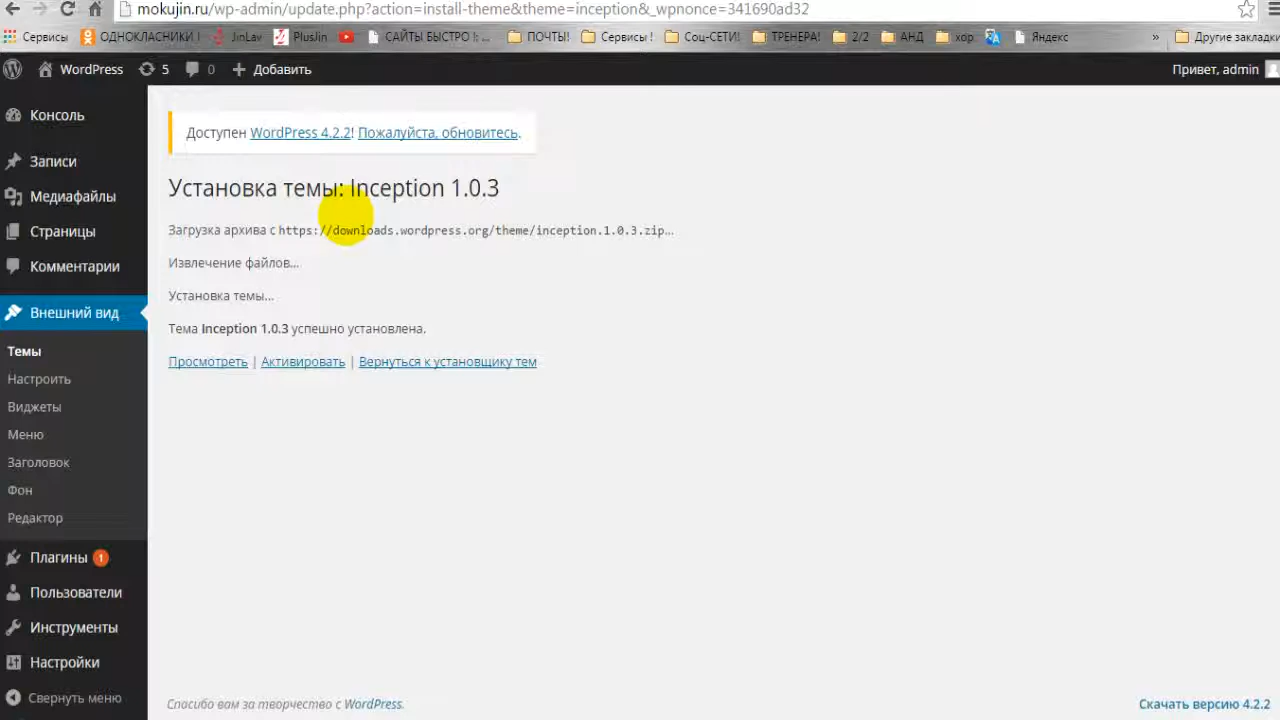 mokujin.ru/wp-admin/update.php?action=install-theme&theme=inception&_wpnonce=341690ad32
Сервисы ОДНОКЛАСНИКИ JinLav PlusJin САЙТЫ БЫСТРО !: ... ПОЧТЫ! Сервисы ! Соц-СЕТИ! ТРЕНЕРА! 2/2 АНД хор Яндекс » Другие закладки
WordPress 5 0 + Добавить Привет, admin
Консоль
Записи
Медиафайлы
Страницы
Комментарии
Внешний вид
Темы
Настроить
Виджеты
Меню
Заголовок
Фон
Редактор
Плагины 1
Пользователи
Инструменты
Настройки
Свернуть меню
Доступен WordPress 4.2.2! Пожалуйста, обновитесь.
Установка темы: Inception 1.0.3
Загрузка архива с https://downloads.wordpress.org/theme/inception.1.0.3.zip...
Извлечение файлов...
Установка темы...
Тема Inception 1.0.3 успешно установлена.
Просмотреть | Активировать | Вернуться к установщику тем
Спасибо вам за творчество с WordPress.
Скачать версию 4.2.2